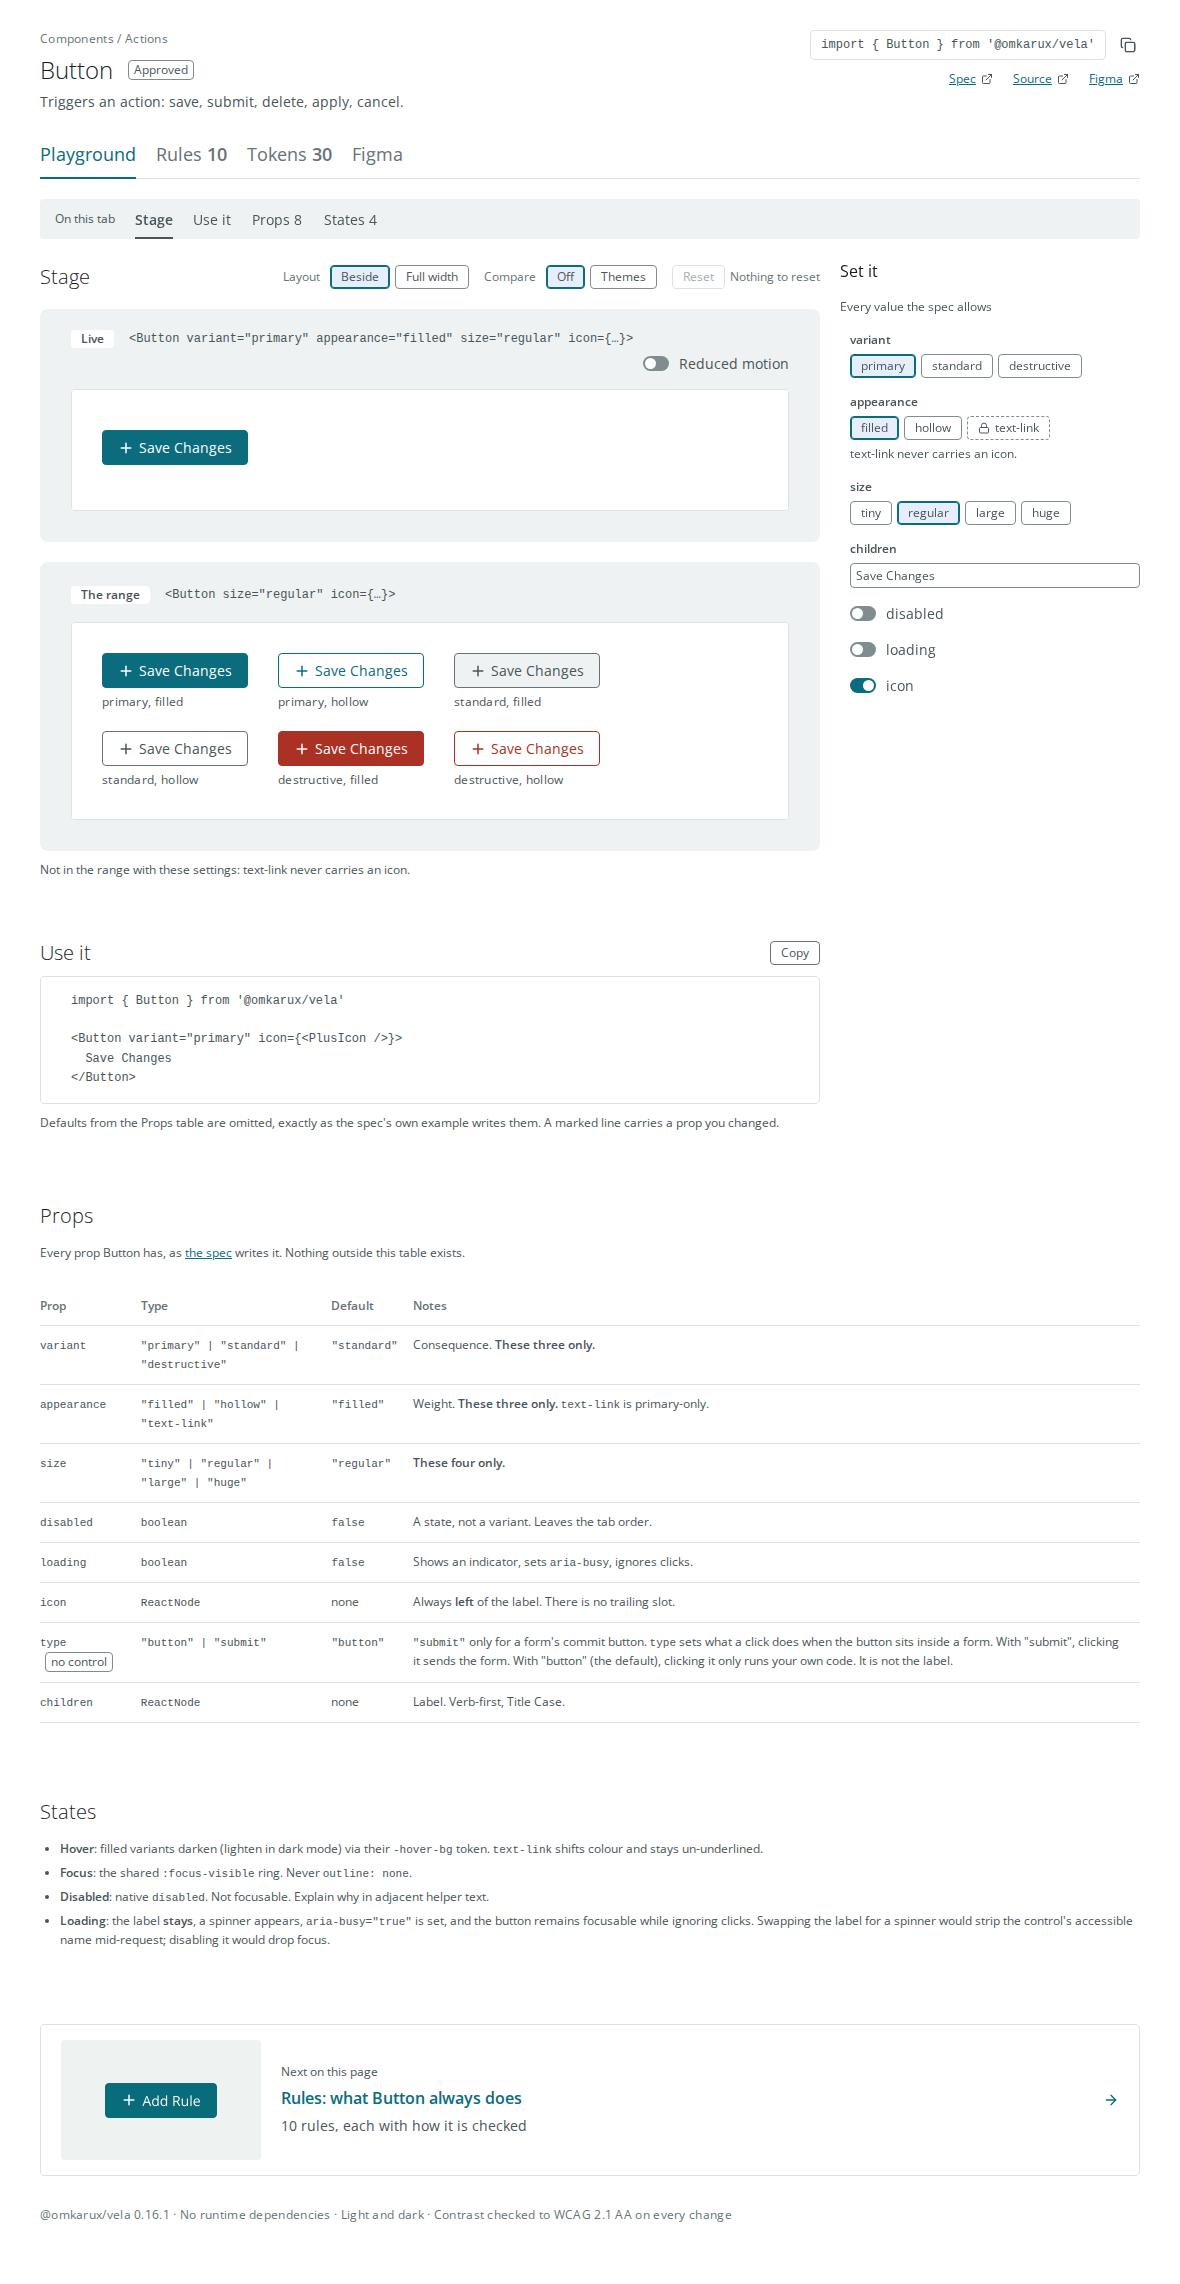 Components / Actions
Button
Approved
Triggers an action: save, submit, delete, apply, cancel.
import { Button } from '@omkarux/vela'
Spec
Source
Figma
Playground
Rules 10
Tokens 30
Figma
On this tab
Stage
Use it
Props 8
States 4
Stage
Layout
Beside
Full width
Compare
Off
Themes
Reset
Nothing to reset
Live
<Button variant="primary" appearance="filled" size="regular" icon={…}>
Reduced motion
Save Changes
The range
<Button size="regular" icon={…}>
Save Changes
Save Changes
Save Changes
primary, filled
primary, hollow
standard, filled
Save Changes
Save Changes
Save Changes
standard, hollow
destructive, filled
destructive, hollow
Not in the range with these settings: text-link never carries an icon.
Set it
Every value the spec allows
variant
primary
standard
destructive
appearance
filled
hollow
text-link
text-link never carries an icon.
size
tiny
regular
large
huge
children
Save Changes
disabled
loading
icon
Use it
Copy
import { Button } from '@omkarux/vela'
<Button variant="primary" icon={<PlusIcon />}>
Save Changes
</Button>
Defaults from the Props table are omitted, exactly as the spec's own example writes them. A marked line carries a prop you changed.
Props
Every prop Button has, as the spec writes it. Nothing outside this table exists.
Prop
Type
Default
Notes
variant
"primary" | "standard" |
"destructive"
"standard"
Consequence. These three only.
appearance
"filled" | "hollow" |
"text-link"
"filled"
Weight. These three only. text-link is primary-only.
size
"tiny" | "regular" |
"large" | "huge"
"regular"
These four only.
disabled
boolean
false
A state, not a variant. Leaves the tab order.
loading
boolean
false
Shows an indicator, sets aria-busy, ignores clicks.
icon
ReactNode
none
Always left of the label. There is no trailing slot.
type
no control
"button" | "submit"
"button"
"submit" only for a form's commit button. type sets what a click does when the button sits inside a form. With "submit", clicking
it sends the form. With "button" (the default), clicking it only runs your own code. It is not the label.
children
ReactNode
none
Label. Verb-first, Title Case.
States
• Hover: filled variants darken (lighten in dark mode) via their -hover-bg token. text-link shifts colour and stays un-underlined.
• Focus: the shared :focus-visible ring. Never outline: none.
• Disabled: native disabled. Not focusable. Explain why in adjacent helper text.
• Loading: the label stays, a spinner appears, aria-busy="true" is set, and the button remains focusable while ignoring clicks. Swapping the label for a spinner would strip the control's accessible
name mid-request; disabling it would drop focus.
Add Rule
Next on this page
Rules: what Button always does
10 rules, each with how it is checked
@omkarux/vela 0.16.1 · No runtime dependencies · Light and dark · Contrast checked to WCAG 2.1 AA on every change